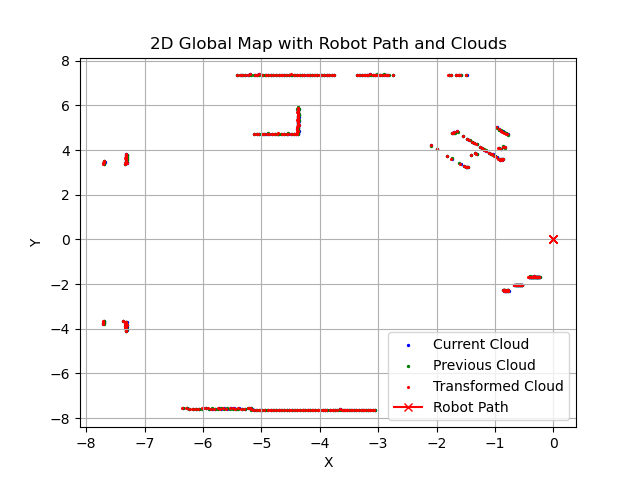 2D Global Map with Robot Path and Clouds
8
6
4
2
0
−2
−4
−6
−8
Y
−8 −7 −6 −5 −4 −3 −2 −1 0
X
Current Cloud
Previous Cloud
Transformed Cloud
Robot Path